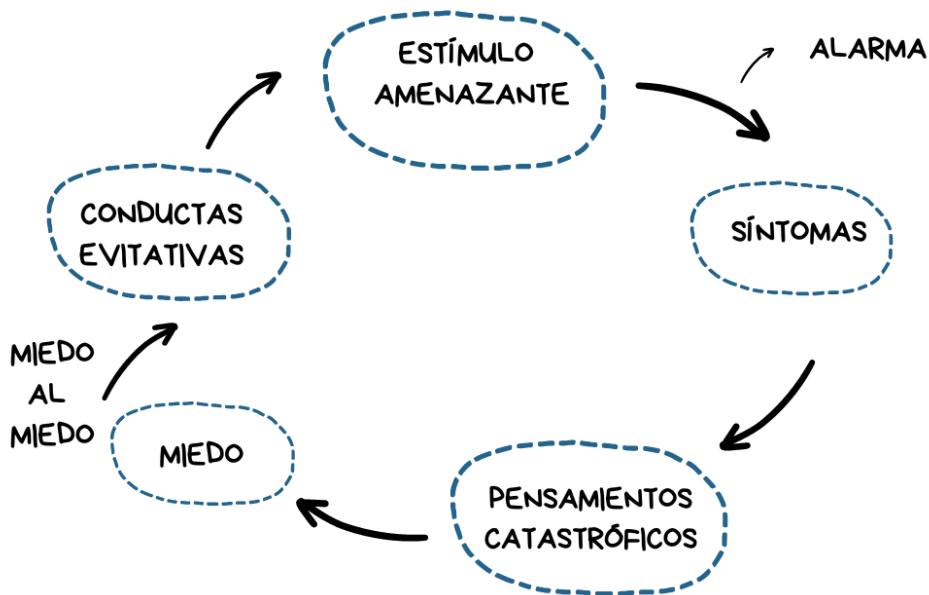 ESTÍMULO
AMENAZANTE
ALARMA
SÍNTOMAS
PENSAMIENTOS
CATASTRÓFICOS
MIEDO
MIEDO
AL
MIEDO
CONDUCTAS
EVITATIVAS